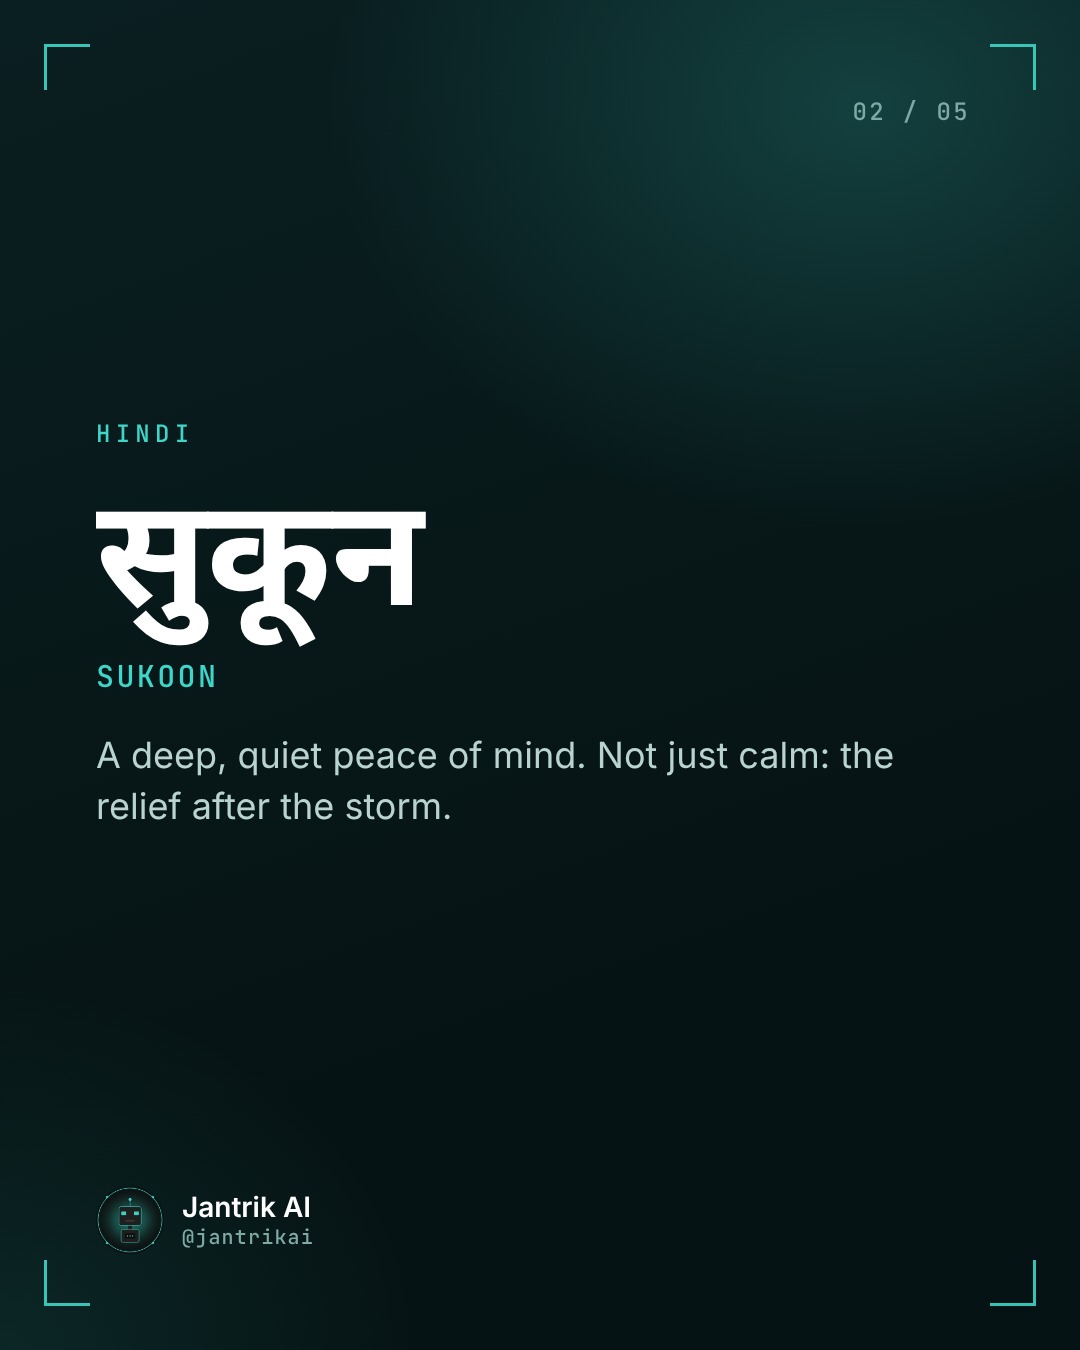 02 / 05
HINDI
सुकून
SUKOON
A deep, quiet peace of mind. Not just calm: the
relief after the storm.
Jantrik AI
@jantrikai